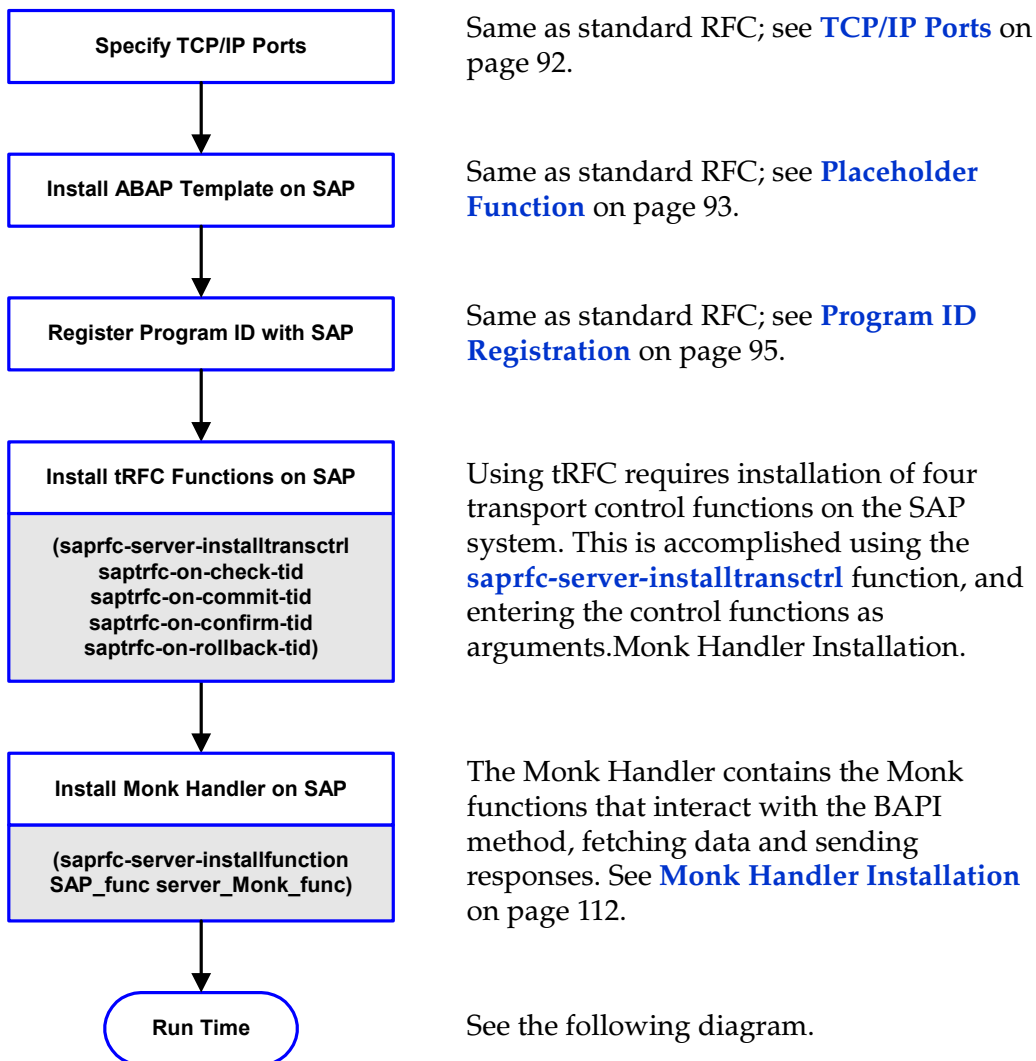 Specify TCP/IP Ports
Same as standard RFC; see TCP/IP Ports on
page 92.
Install ABAP Template on SAP
Same as standard RFC; see Placeholder
Function on page 93.
Register Program ID with SAP
Same as standard RFC; see Program ID
Registration on page 95.
Install tRFC Functions on SAP
(saprfc-server-installtransctrl
saptrfc-on-check-tid
saptrfc-on-commit-tid
saptrfc-on-confirm-tid
saptrfc-on-rollback-tid)
Using tRFC requires installation of four
transport control functions on the SAP
system. This is accomplished using the
saprfc-server-installtransctrl function, and
entering the control functions as
arguments.Monk Handler Installation.
Install Monk Handler on SAP
(saprfc-server-installfunction
SAP_func server_Monk_func)
The Monk Handler contains the Monk
functions that interact with the BAPI
method, fetching data and sending
responses. See Monk Handler Installation
on page 112.
Run Time
See the following diagram.